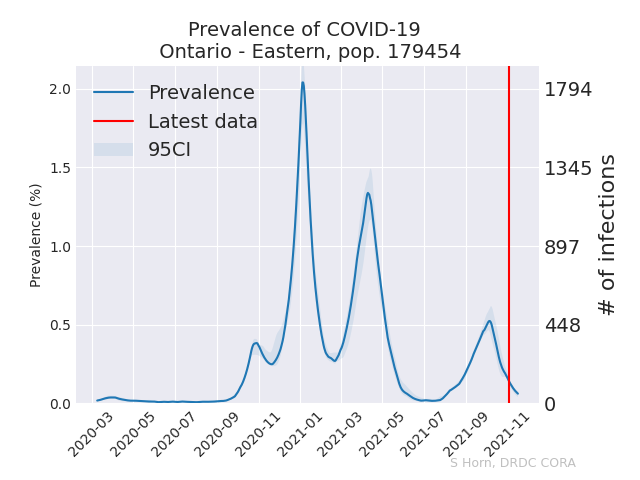 Prevalence of COVID-19
Ontario - Eastern, pop. 179454
Prevalence
Latest data
95CI
Prevalence (%)
2.0
1.5
1.0
0.5
0.0
1794
1345
897
448
0
# of infections
2020-03
2020-05
2020-07
2020-09
2020-11
2021-01
2021-03
2021-05
2021-07
2021-09
2021-11
S Horn, DRDC CORA